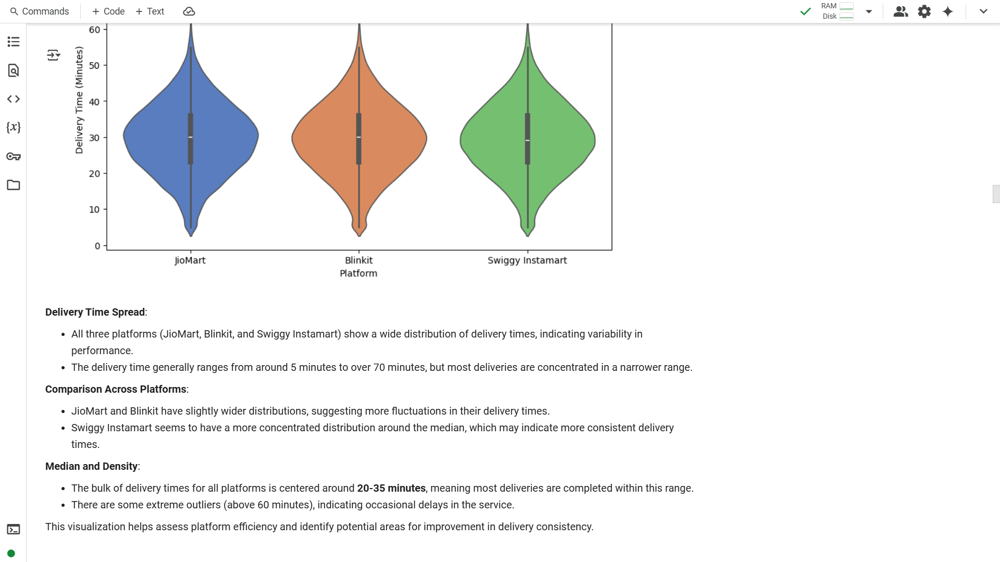 Commands + Code + Text RAM
Disk
60
50
40
30
20
10
0
Delivery Time (Minutes)
JioMart Blinkit Swiggy Instamart
Platform
Delivery Time Spread:
• All three platforms (JioMart, Blinkit, and Swiggy Instamart) show a wide distribution of delivery times, indicating variability in
performance.
• The delivery time generally ranges from around 5 minutes to over 70 minutes, but most deliveries are concentrated in a narrower range.
Comparison Across Platforms:
• JioMart and Blinkit have slightly wider distributions, suggesting more fluctuations in their delivery times.
• Swiggy Instamart seems to have a more concentrated distribution around the median, which may indicate more consistent delivery
times.
Median and Density:
• The bulk of delivery times for all platforms is centered around 20-35 minutes, meaning most deliveries are completed within this range.
• There are some extreme outliers (above 60 minutes), indicating occasional delays in the service.
This visualization helps assess platform efficiency and identify potential areas for improvement in delivery consistency.